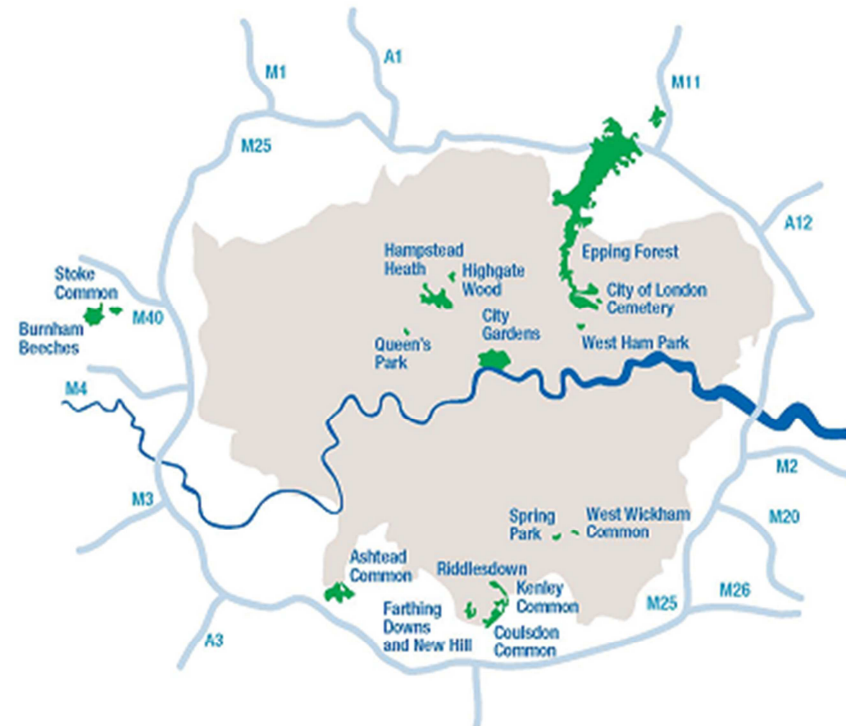 A1
M1
M11
M25
A12
Hampstead
Heath
Highgate
Wood
Epping Forest
Stoke
Common
City of London
Cemetery
M40
City
Gardens
Burnham
Beeches
Queen's
Park
West Ham Park
M4
M2
M3
Spring
Park
West Wickham
Common
M20
Ashtead
Common
Riddlesdown
Kenley
Common
M26
M25
Farthing
Downs
and New Hill
Coulsdon
Common
A3